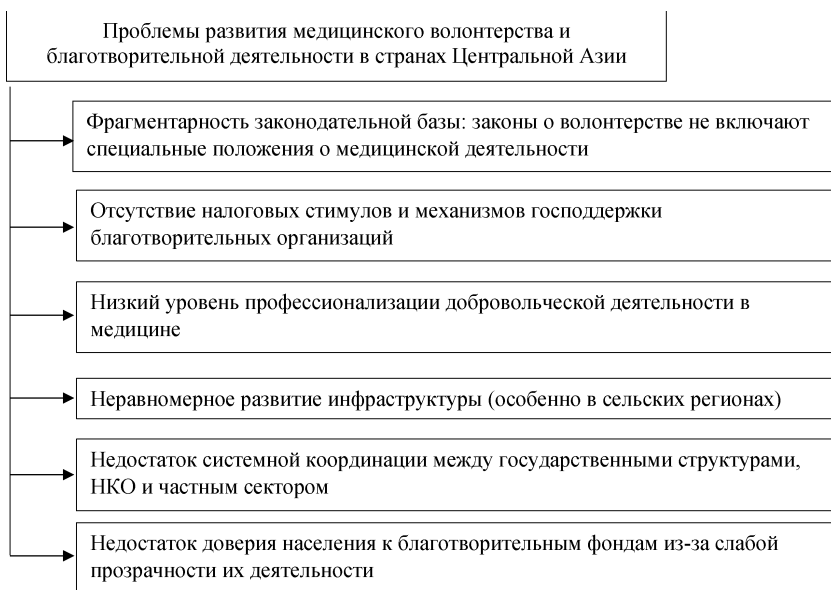 Проблемы развития медицинского волонтерства и
благотворительной деятельности в странах Центральной Азии
Фрагментарность законодательной базы: законы о волонтерстве не включают
специальные положения о медицинской деятельности
Отсутствие налоговых стимулов и механизмов господдержки
благотворительных организаций
Низкий уровень профессионализации добровольческой деятельности в
медицине
Неравномерное развитие инфраструктуры (особенно в сельских регионах)
Недостаток системной координации между государственными структурами,
НКО и частным сектором
Недостаток доверия населения к благотворительным фондам из-за слабой
прозрачности их деятельности